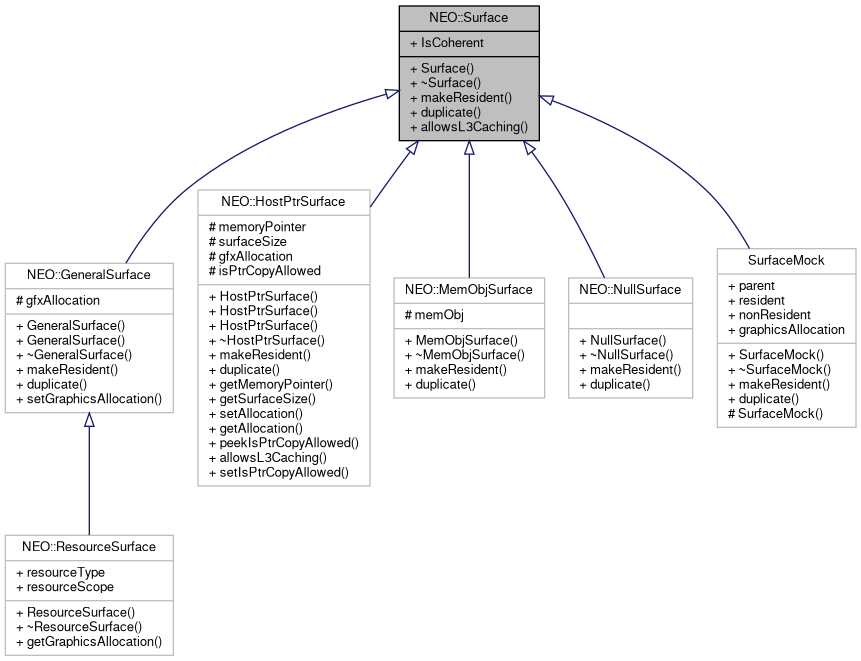 NEO::Surface
+ IsCoherent
+ Surface()
+ ~Surface()
+ makeResident()
+ duplicate()
+ allowsL3Caching()
NEO::GeneralSurface
# gfxAllocation
+ GeneralSurface()
+ GeneralSurface()
+ ~GeneralSurface()
+ makeResident()
+ duplicate()
+ setGraphicsAllocation()
NEO::HostPtrSurface
# memoryPointer
# surfaceSize
# gfxAllocation
# isPtrCopyAllowed
+ HostPtrSurface()
+ HostPtrSurface()
+ HostPtrSurface()
+ ~HostPtrSurface()
+ makeResident()
+ duplicate()
+ getMemoryPointer()
+ getSurfaceSize()
+ setAllocation()
+ getAllocation()
+ peekIsPtrCopyAllowed()
+ allowsL3Caching()
+ setIsPtrCopyAllowed()
NEO::MemObjSurface
# memObj
+ MemObjSurface()
+ ~MemObjSurface()
+ makeResident()
+ duplicate()
NEO::NullSurface
+ NullSurface()
+ ~NullSurface()
+ makeResident()
+ duplicate()
SurfaceMock
+ parent
+ resident
+ nonResident
+ graphicsAllocation
+ SurfaceMock()
+ ~SurfaceMock()
+ makeResident()
+ duplicate()
# SurfaceMock()
NEO::ResourceSurface
+ resourceType
+ resourceScope
+ ResourceSurface()
+ ~ResourceSurface()
+ getGraphicsAllocation()